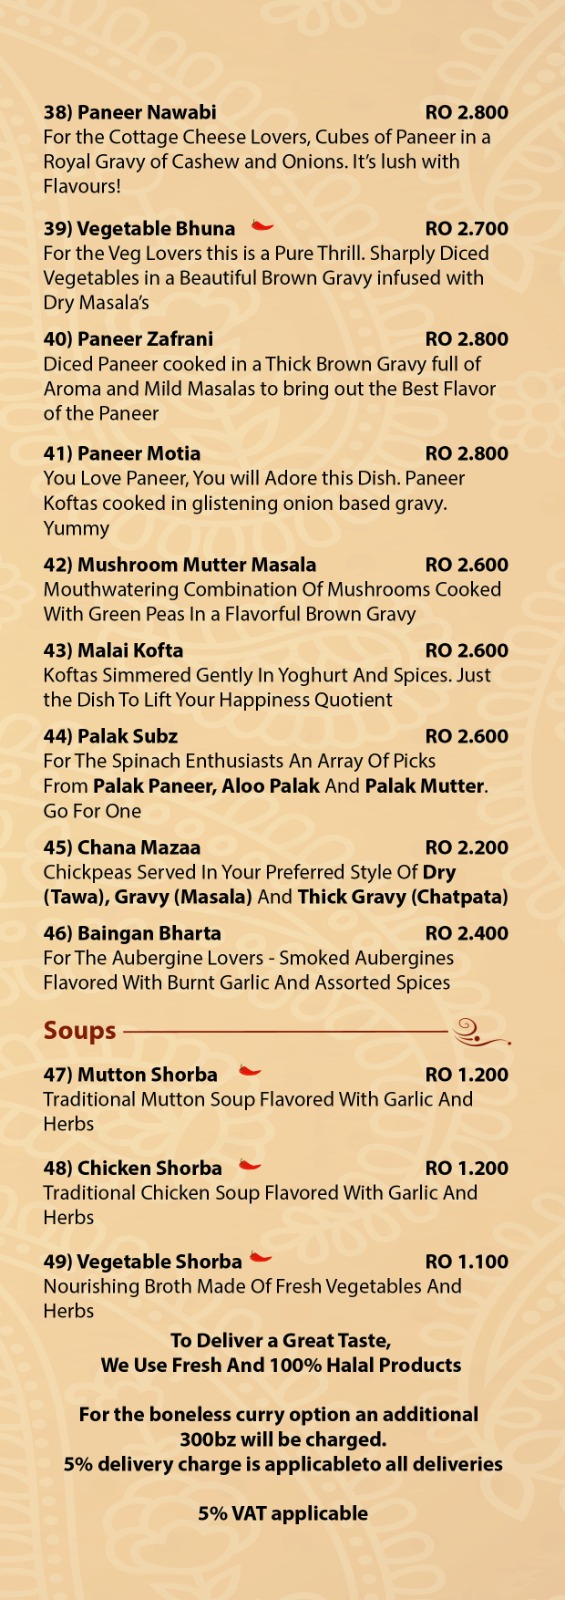 38) Paneer Nawabi RO 2.800
For the Cottage Cheese Lovers, Cubes of Paneer in a
Royal Gravy of Cashew and Onions. It’s lush with
Flavours!
39) Vegetable Bhuna RO 2.700
For the Veg Lovers this is a Pure Thrill. Sharply Diced
Vegetables in a Beautiful Brown Gravy infused with
Dry Masala’s
40) Paneer Zafrani RO 2.800
Diced Paneer cooked in a Thick Brown Gravy full of
Aroma and Mild Masalas to bring out the Best Flavor
of the Paneer
41) Paneer Motia RO 2.800
You Love Paneer, You will Adore this Dish. Paneer
Koftas cooked in glistening onion based gravy.
Yummy
42) Mushroom Mutter Masala RO 2.600
Mouthwatering Combination Of Mushrooms Cooked
With Green Peas In a Flavorful Brown Gravy
43) Malai Kofta RO 2.600
Koftas Simmered Gently In Yoghurt And Spices. Just
the Dish To Lift Your Happiness Quotient
44) Palak Subz RO 2.600
For The Spinach Enthusiasts An Array Of Picks
From Palak Paneer, Aloo Palak And Palak Mutter.
Go For One
45) Chana Mazaa RO 2.200
Chickpeas Served In Your Preferred Style Of Dry
(Tawa), Gravy (Masala) And Thick Gravy (Chatpata)
46) Baingan Bharta RO 2.400
For The Aubergine Lovers - Smoked Aubergines
Flavored With Burnt Garlic And Assorted Spices
Soups
47) Mutton Shorba RO 1.200
Traditional Mutton Soup Flavored With Garlic And
Herbs
48) Chicken Shorba RO 1.200
Traditional Chicken Soup Flavored With Garlic And
Herbs
49) Vegetable Shorba RO 1.100
Nourishing Broth Made Of Fresh Vegetables And
Herbs
To Deliver a Great Taste,
We Use Fresh And 100% Halal Products
For the boneless curry option an additional
300bz will be charged.
5% delivery charge is applicableto all deliveries
5% VAT applicable